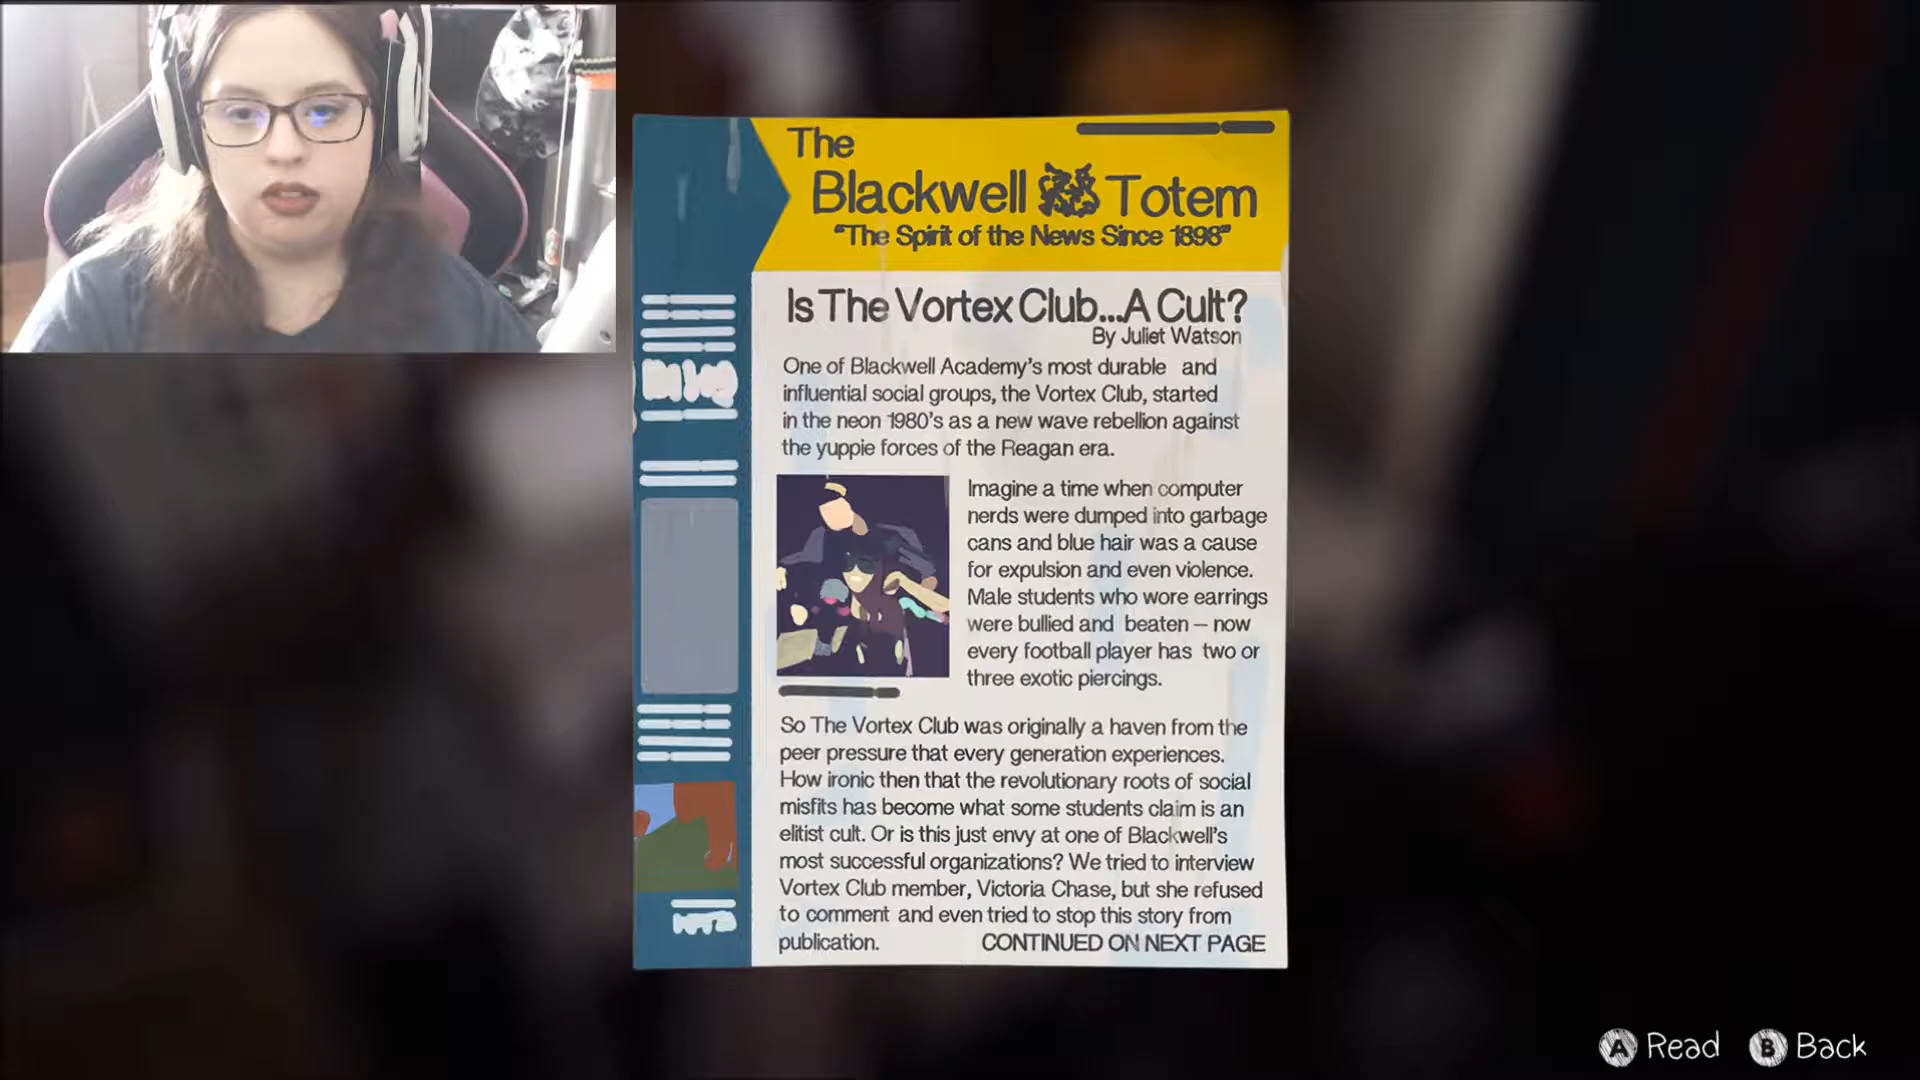 The
Blackwell Totem
"The Spirit of the News Since 1898"
Is The Vortex Club...A Cult?
By Juliet Watson
One of Blackwell Academy's most durable and
influential social groups, the Vortex Club, started
in the neon 1980's as a new wave rebellion against
the yuppie forces of the Reagan era.
Imagine a time when computer
nerds were dumped into garbage
cans and blue hair was a cause
for expulsion and even violence.
Male students who wore earrings
were bullied and beaten – now
every football player has two or
three exotic piercings.
So The Vortex Club was originally a haven from the
peer pressure that every generation experiences.
How ironic then that the revolutionary roots of social
misfits has become what some students claim is an
elitist cult. Or is this just envy at one of Blackwell's
most successful organizations? We tried to interview
Vortex Club member, Victoria Chase, but she refused
to comment and even tried to stop this story from
publication. CONTINUED ON NEXT PAGE
A Read B Back